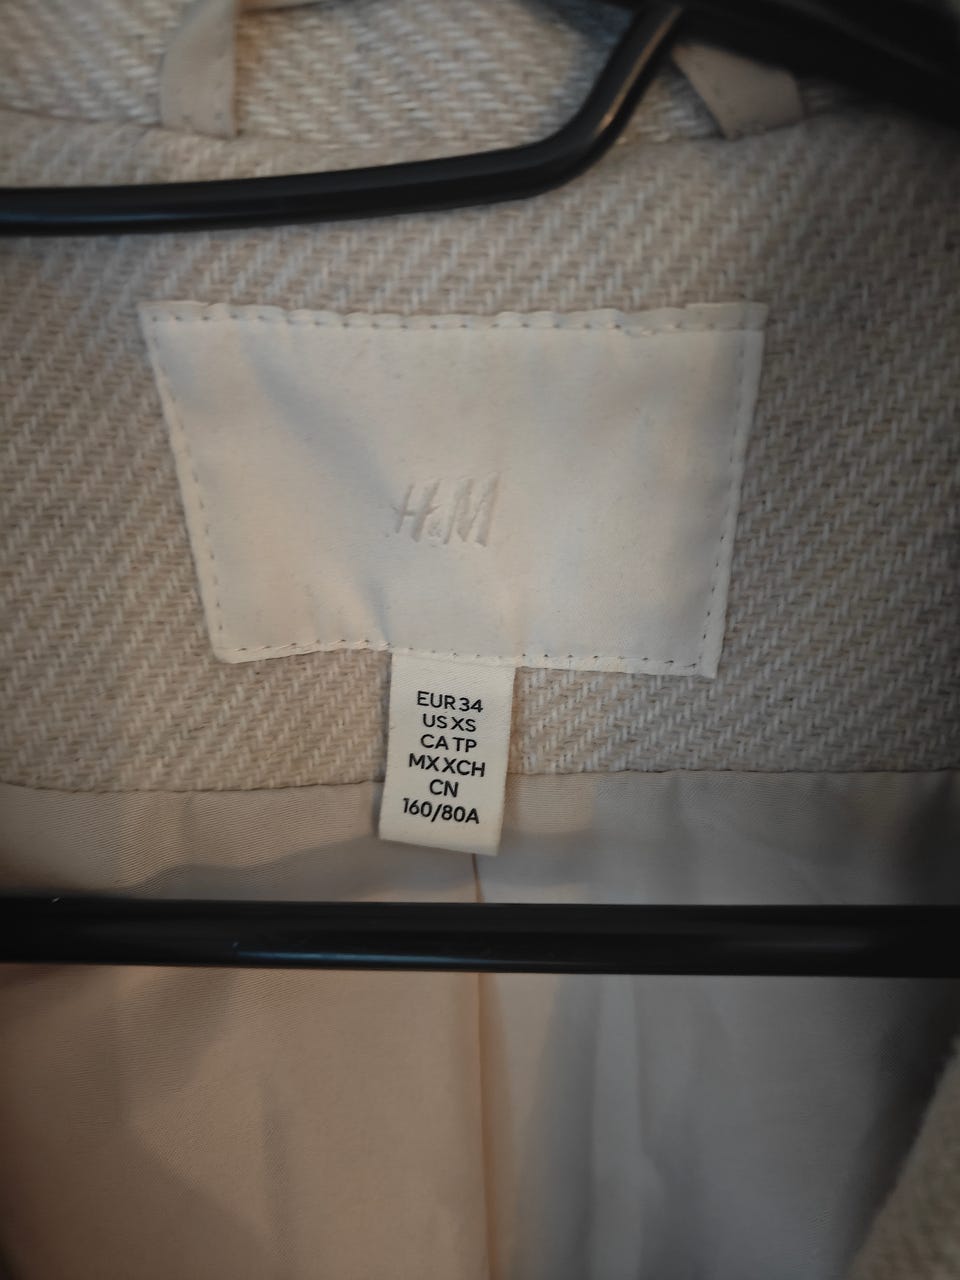 H&M
EUR 34
US XS
CA TP
MX XCH
CN
160/80A